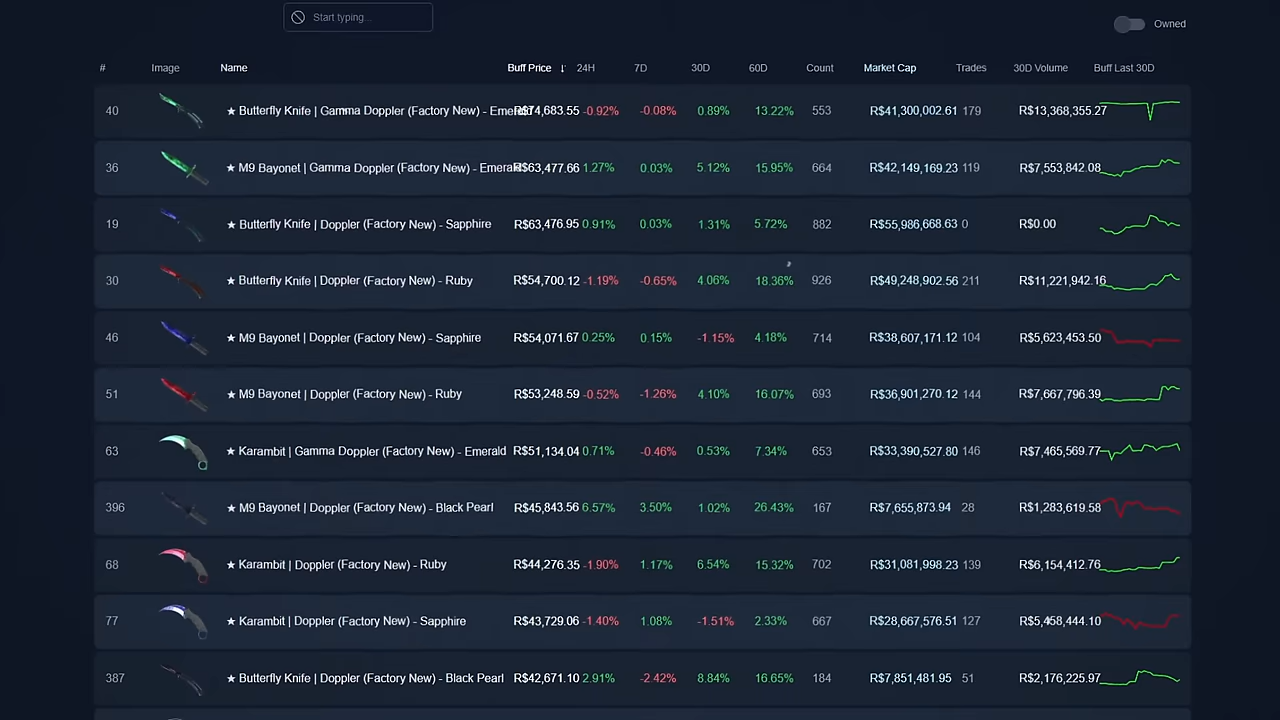 Start typing...
Owned
# Image Name Buff Price ↓ 24H 7D 30D 60D Count Market Cap Trades 30D Volume Buff Last 30D
40 ★ Butterfly Knife | Gamma Doppler (Factory New) - Emerald R$74,683.55 -0.92% -0.08% 0.89% 13.22% 553 R$41,300,002.61 179 R$13,368,355.27
36 ★ M9 Bayonet | Gamma Doppler (Factory New) - Emerald R$63,477.66 1.27% 0.03% 5.12% 15.95% 664 R$42,149,169.23 119 R$7,553,842.08
19 ★ Butterfly Knife | Doppler (Factory New) - Sapphire R$63,476.95 0.91% 0.03% 1.31% 5.72% 882 R$55,986,668.63 0 R$0.00
30 ★ Butterfly Knife | Doppler (Factory New) - Ruby R$54,700.12 -1.19% -0.65% 4.06% 18.36% 926 R$49,248,902.56 211 R$11,221,942.16
46 ★ M9 Bayonet | Doppler (Factory New) - Sapphire R$54,071.67 0.25% 0.15% -1.15% 4.18% 714 R$38,607,171.12 104 R$5,623,453.50
51 ★ M9 Bayonet | Doppler (Factory New) - Ruby R$53,248.59 -0.52% -1.26% 4.10% 16.07% 693 R$36,901,270.12 144 R$7,667,796.39
63 ★ Karambit | Gamma Doppler (Factory New) - Emerald R$51,134.04 0.71% -0.46% 0.53% 7.34% 653 R$33,390,527.80 146 R$7,465,569.77
396 ★ M9 Bayonet | Doppler (Factory New) - Black Pearl R$45,843.56 6.57% 3.50% 1.02% 26.43% 167 R$7,655,873.94 28 R$1,283,619.58
68 ★ Karambit | Doppler (Factory New) - Ruby R$44,276.35 -1.90% 1.17% 6.54% 15.32% 702 R$31,081,998.23 139 R$6,154,412.76
77 ★ Karambit | Doppler (Factory New) - Sapphire R$43,729.06 -1.40% 1.08% -1.51% 2.33% 667 R$28,667,576.51 127 R$5,458,444.10
387 ★ Butterfly Knife | Doppler (Factory New) - Black Pearl R$42,671.10 2.91% -2.42% 8.84% 16.65% 184 R$7,851,481.95 51 R$2,176,225.97